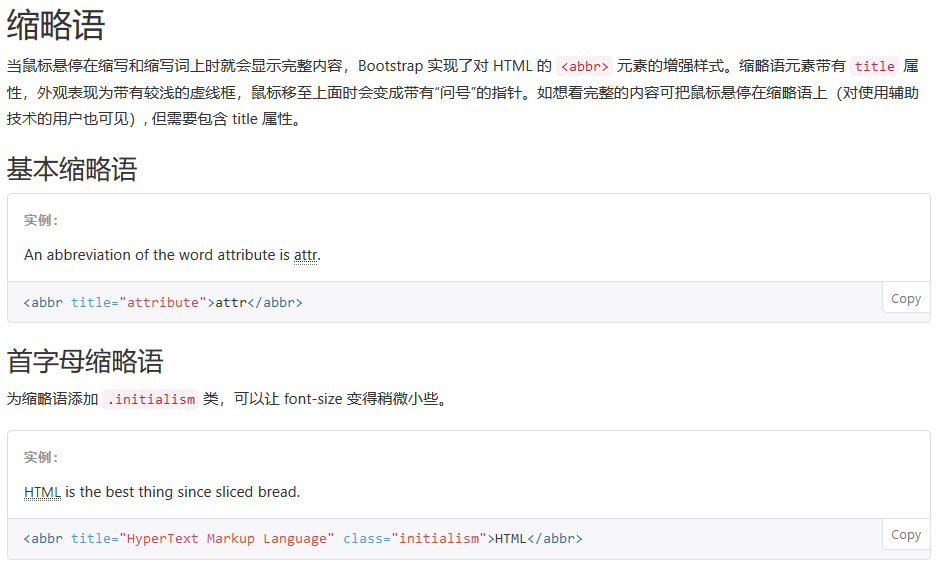 缩略语
当鼠标悬停在缩写和缩写词上时就会显示完整内容，Bootstrap 实现了对 HTML 的 <abbr> 元素的增强样式。缩略语元素带有 title 属
性，外观表现为带有较浅的虚线框，鼠标移至上面时会变成带有“问号”的指针。如想看完整的内容可把鼠标悬停在缩略语上（对使用辅助
技术的用户也可见）, 但需要包含 title 属性。
基本缩略语
实例：
An abbreviation of the word attribute is attr.
<abbr title="attribute">attr</abbr>
Copy
首字母缩略语
为缩略语添加 .initialism 类，可以让 font-size 变得稍微小些。
实例：
HTML is the best thing since sliced bread.
<abbr title="HyperText Markup Language" class="initialism">HTML</abbr>
Copy